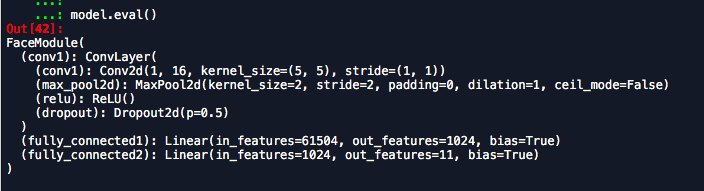 ...:
...: model.eval()
Out[42]:
FaceModule(
  (conv1): ConvLayer(
    (conv1): Conv2d(1, 16, kernel_size=(5, 5), stride=(1, 1))
    (max_pool2d): MaxPool2d(kernel_size=2, stride=2, padding=0, dilation=1, ceil_mode=False)
    (relu): ReLU()
    (dropout): Dropout2d(p=0.5)
  )
  (fully_connected1): Linear(in_features=61504, out_features=1024, bias=True)
  (fully_connected2): Linear(in_features=1024, out_features=11, bias=True)
)